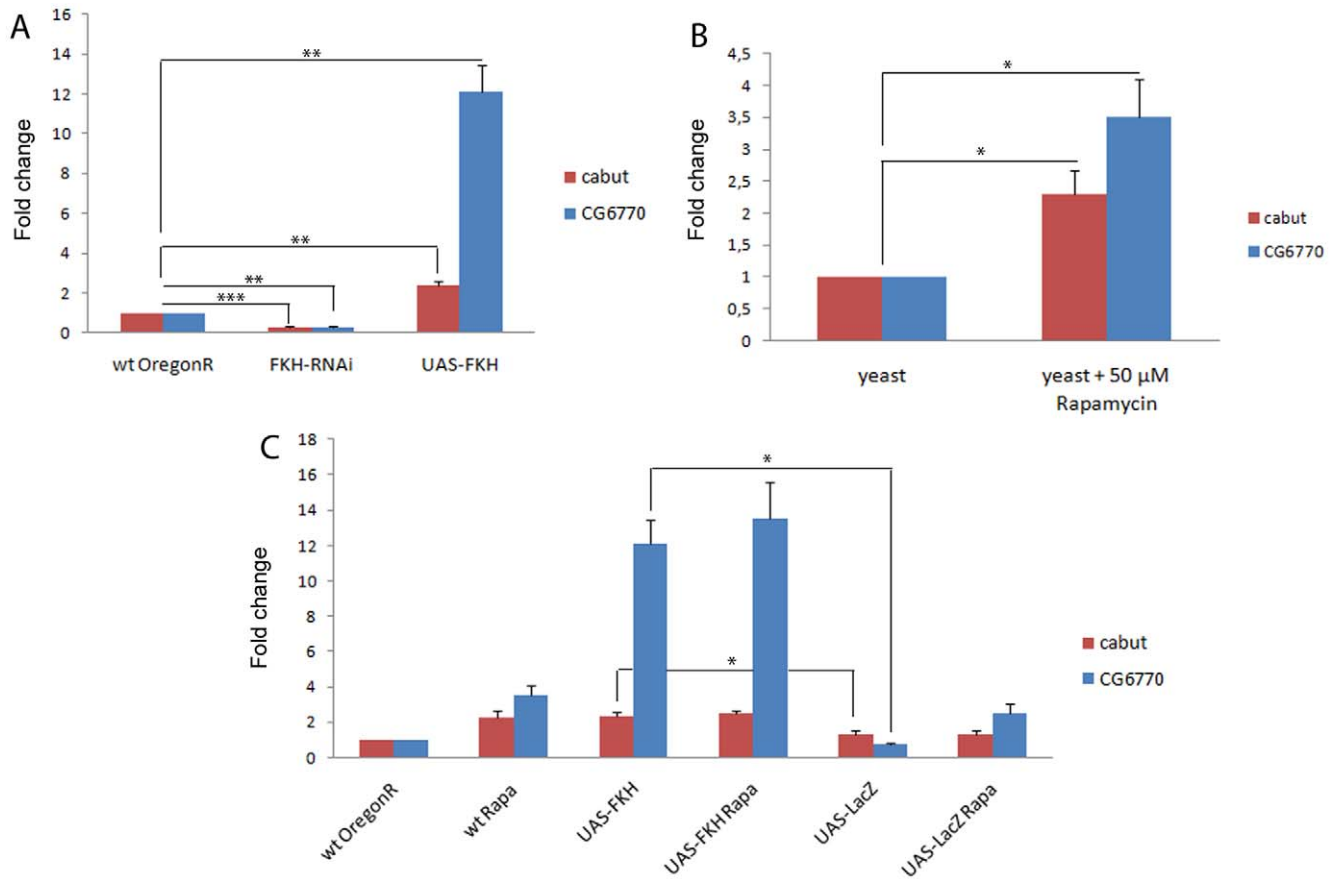 A
16
14
12
10
8
6
4
2
0
Fold change
**
**
**
***
wt OregonR
FKH-RNAi
UAS-FKH
cabut
CG6770
B
4,5
4
3,5
3
2,5
2
1,5
1
0,5
0
Fold change
*
*
yeast
yeast + 50 µM
Rapamycin
cabut
CG6770
C
18
16
14
12
10
8
6
4
2
0
Fold change
*
*
wt OregonR
wt Rapa
UAS-FKH
UAS-FKH Rapa
UAS-LacZ
UAS-LacZ Rapa
cabut
CG6770